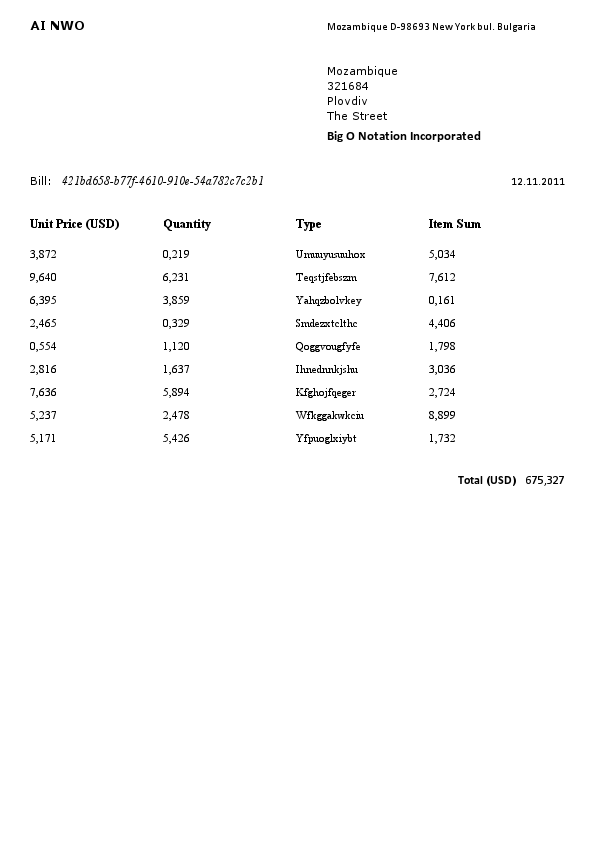 AI NWO
Mozambique D-98693 New York bul. Bulgaria
Mozambique
321684
Plovdiv
The Street
Big O Notation Incorporated
Bill: 421bd658-b77f-4610-910e-54a782c7c2b1 12.11.2011
Unit Price (USD) Quantity Type Item Sum
3,872 0,219 5,034
9,640 6,231 Teqstjfebszm 7,612
6,395 3,859 Yahqzbolvkey 0,161
2,465 0,329 Smdezxtclthc 4,406
0,554 1,120 Qoggvougfyfe 1,798
2,816 1,637 Ihnednnkjshu 3,036
7,636 5,894 Kfghojfqeger 2,724
5,237 2,478 Wfkggakwkciu 8,899
5,171 5,426 Yfpuoglxiybt 1,732
Total (USD) 675,327